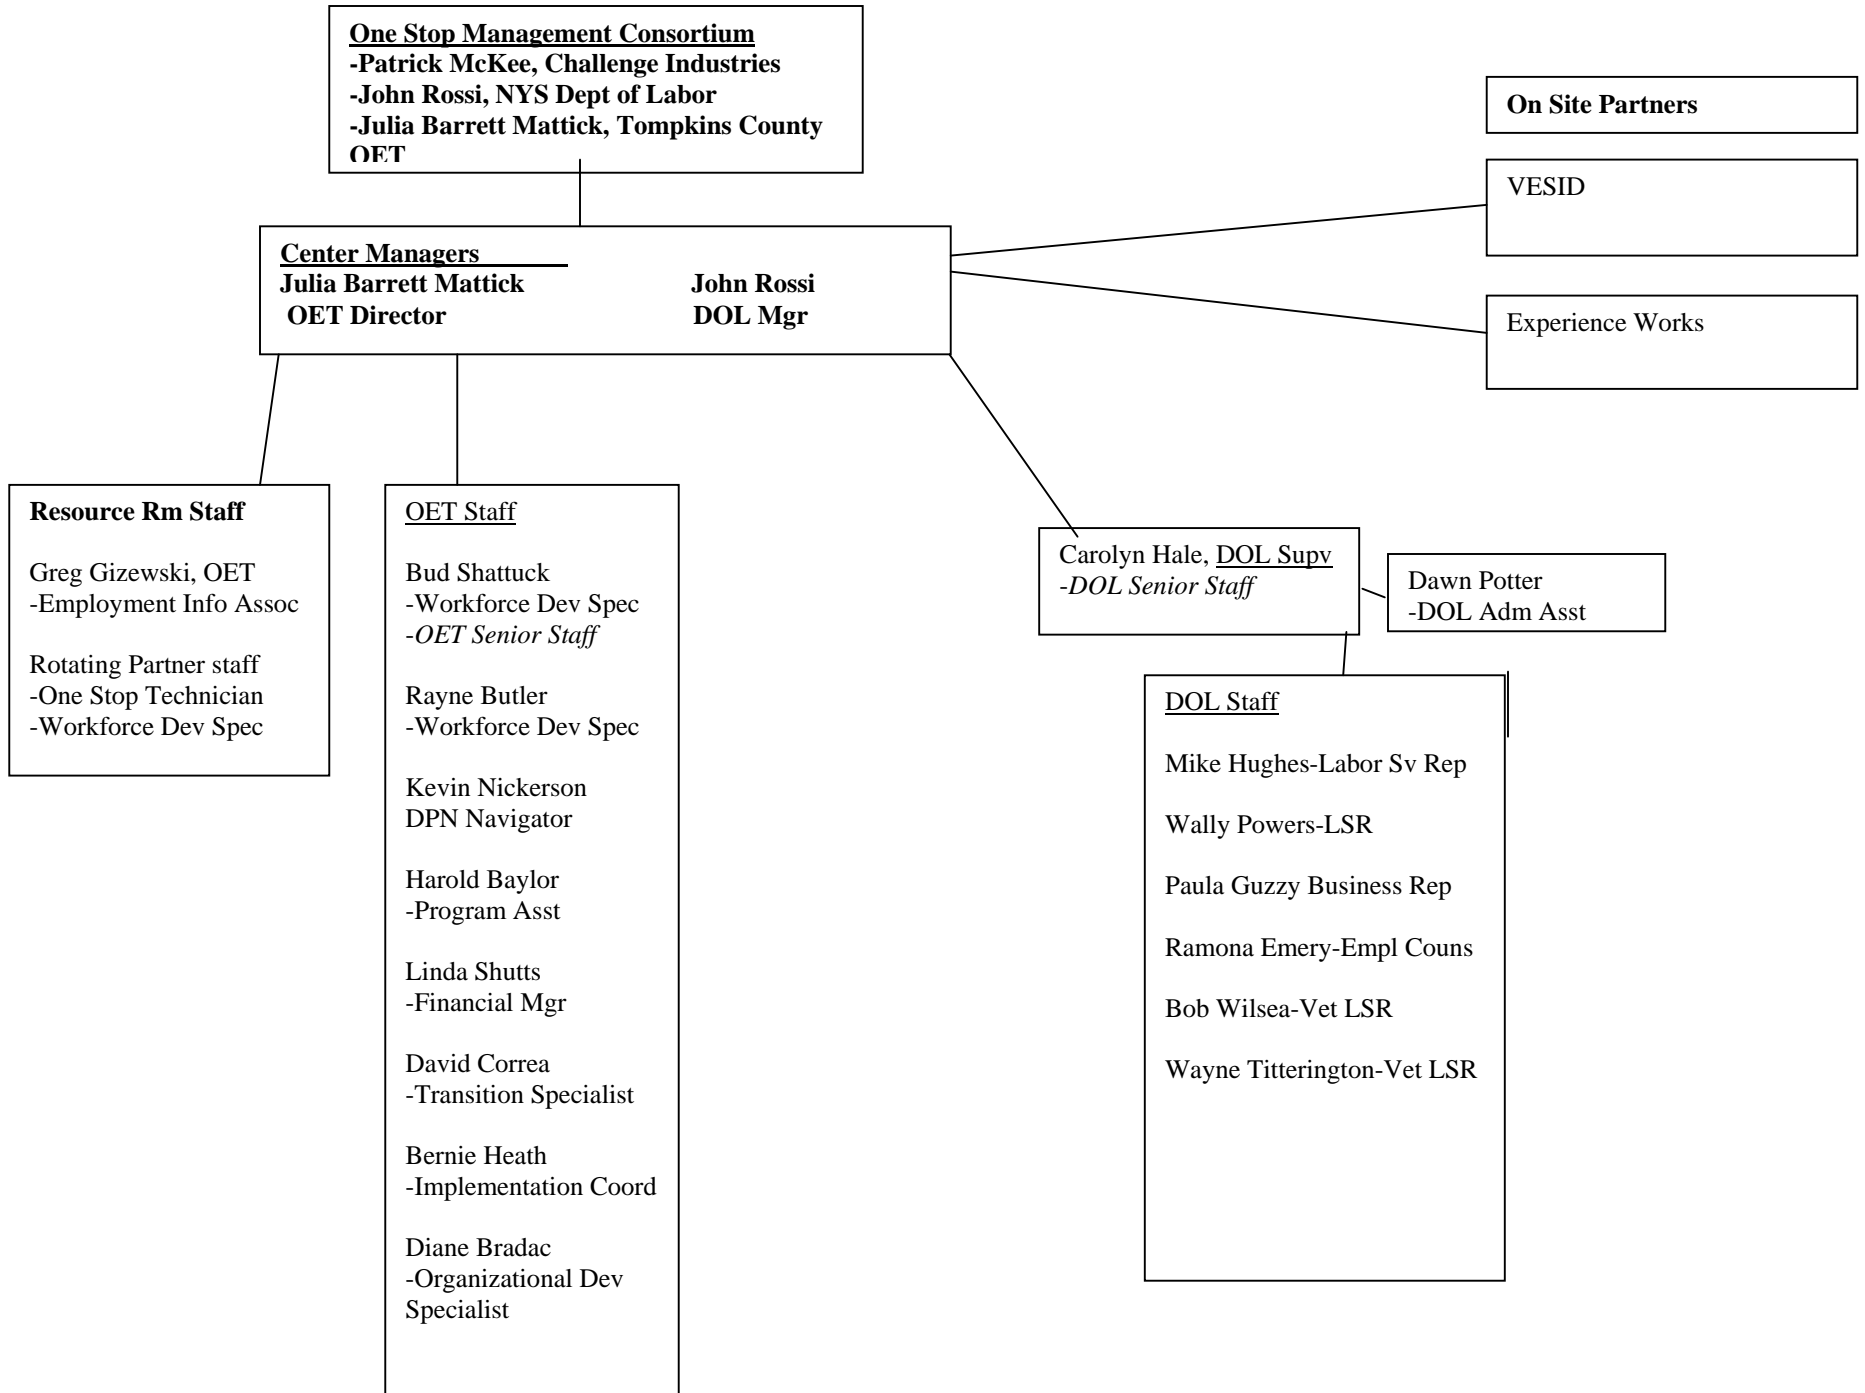 One Stop Management Consortium
-Patrick McKee, Challenge Industries
-John Rossi, NYS Dept of Labor
-Julia Barrett Mattick, Tompkins County
OET
On Site Partners
VESID
Experience Works
Center Managers
Julia Barrett Mattick John Rossi
OET Director DOL Mgr
Resource Rm Staff
Greg Gizewski, OET
-Employment Info Assoc
Rotating Partner staff
-One Stop Technician
-Workforce Dev Spec
OET Staff
Bud Shattuck
-Workforce Dev Spec
-OET Senior Staff
Rayne Butler
-Workforce Dev Spec
Kevin Nickerson
DPN Navigator
Harold Baylor
-Program Asst
Linda Shutts
-Financial Mgr
David Correa
-Transition Specialist
Bernie Heath
-Implementation Coord
Diane Bradac
-Organizational Dev
Specialist
Carolyn Hale, DOL Supv
-DOL Senior Staff
Dawn Potter
-DOL Adm Asst
DOL Staff
Mike Hughes-Labor Sv Rep
Wally Powers-LSR
Paula Guzzy Business Rep
Ramona Emery-Empl Couns
Bob Wilsea-Vet LSR
Wayne Titterington-Vet LSR